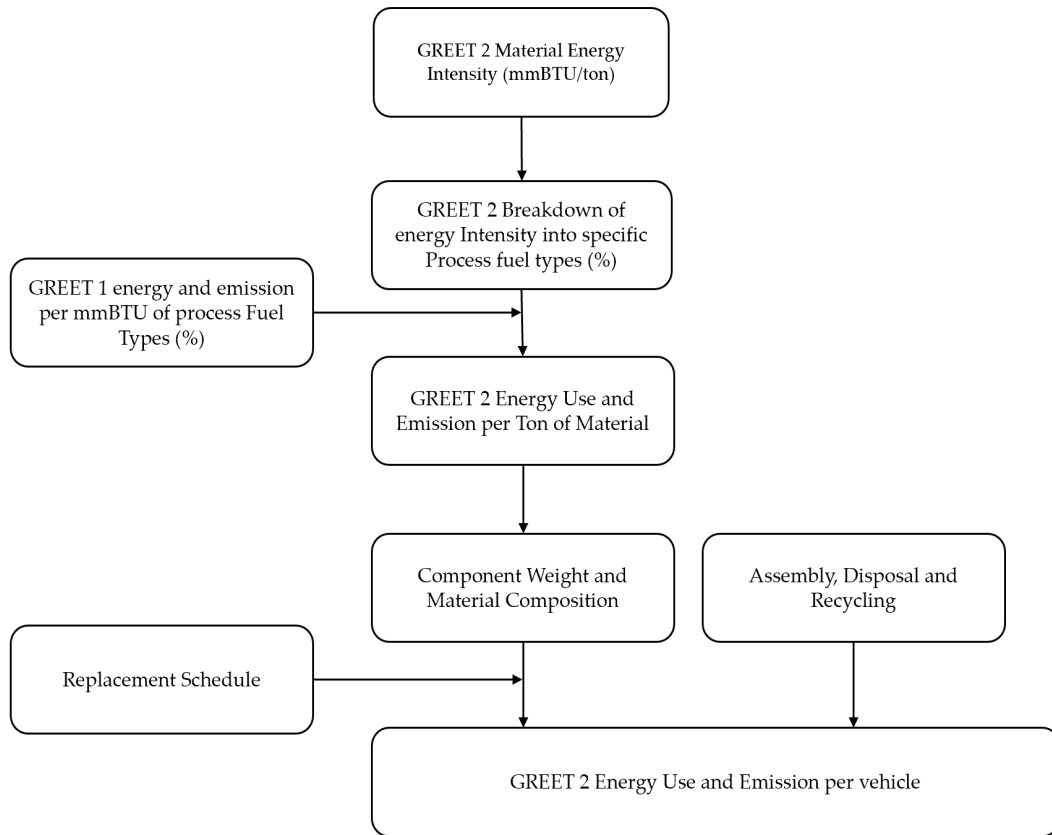 GREET 2 Material Energy
Intensity (mmBTU/ton)
GREET 2 Breakdown of
energy Intensity into specific
Process fuel types (%)
GREET 1 energy and emission
per mmBTU of process Fuel
Types (%)
GREET 2 Energy Use and
Emission per Ton of Material
Component Weight and
Material Composition
Assembly, Disposal and
Recycling
Replacement Schedule
GREET 2 Energy Use and Emission per vehicle